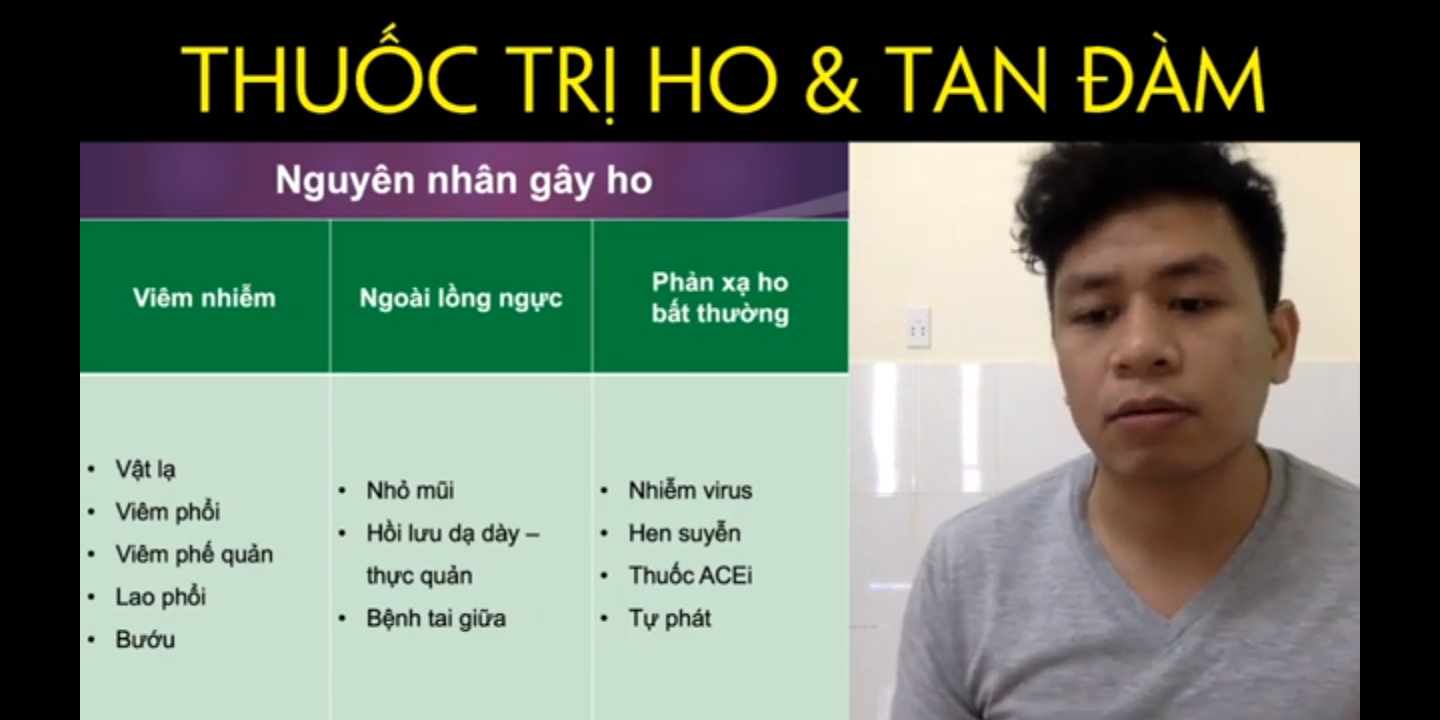 THUỐC TRỊ HO & TAN ĐÀM
Nguyên nhân gây ho
Viêm nhiễm
Ngoài lồng ngực
Phản xạ ho
bất thường
• Vật lạ
• Viêm phổi
• Viêm phế quản
• Lao phổi
• Bướu
• Nhỏ mũi
• Hồi lưu dạ dày –
thực quản
• Bệnh tai giữa
• Nhiễm virus
• Hen suyễn
• Thuốc ACEi
• Tự phát